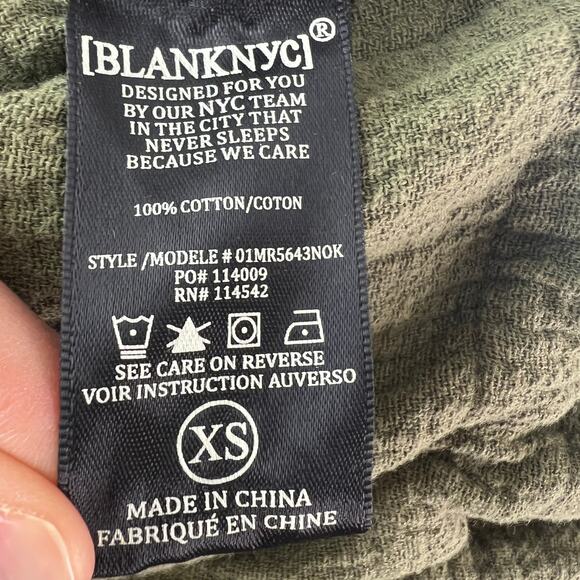 [BLANKNYC]®
DESIGNED FOR YOU
BY OUR NYC TEAM
IN THE CITY THAT
NEVER SLEEPS
BECAUSE WE CARE
100% COTTON/COTON
STYLE /MODELE # 01MR5643NOK
PO# 114009
RN# 114542
SEE CARE ON REVERSE
VOIR INSTRUCTION AUVERSO
XS
MADE IN CHINA
FABRIQUÉ EN CHINE